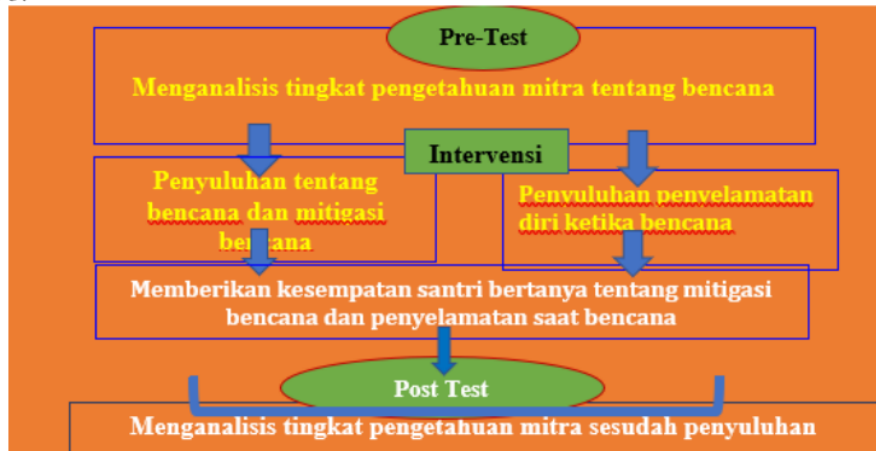 Pre-Test
Menganalisis tingkat pengetahuan mitra tentang bencana
Intervensi
Penyuluhan tentang
bencana dan mitigasi
bencana
Penyuluhan penyelamatan
diri ketika bencana
Memberikan kesempatan santri bertanya tentang mitigasi
bencana dan penyelamatan saat bencana
Post Test
Menganalisis tingkat pengetahuan mitra sesudah penyuluhan